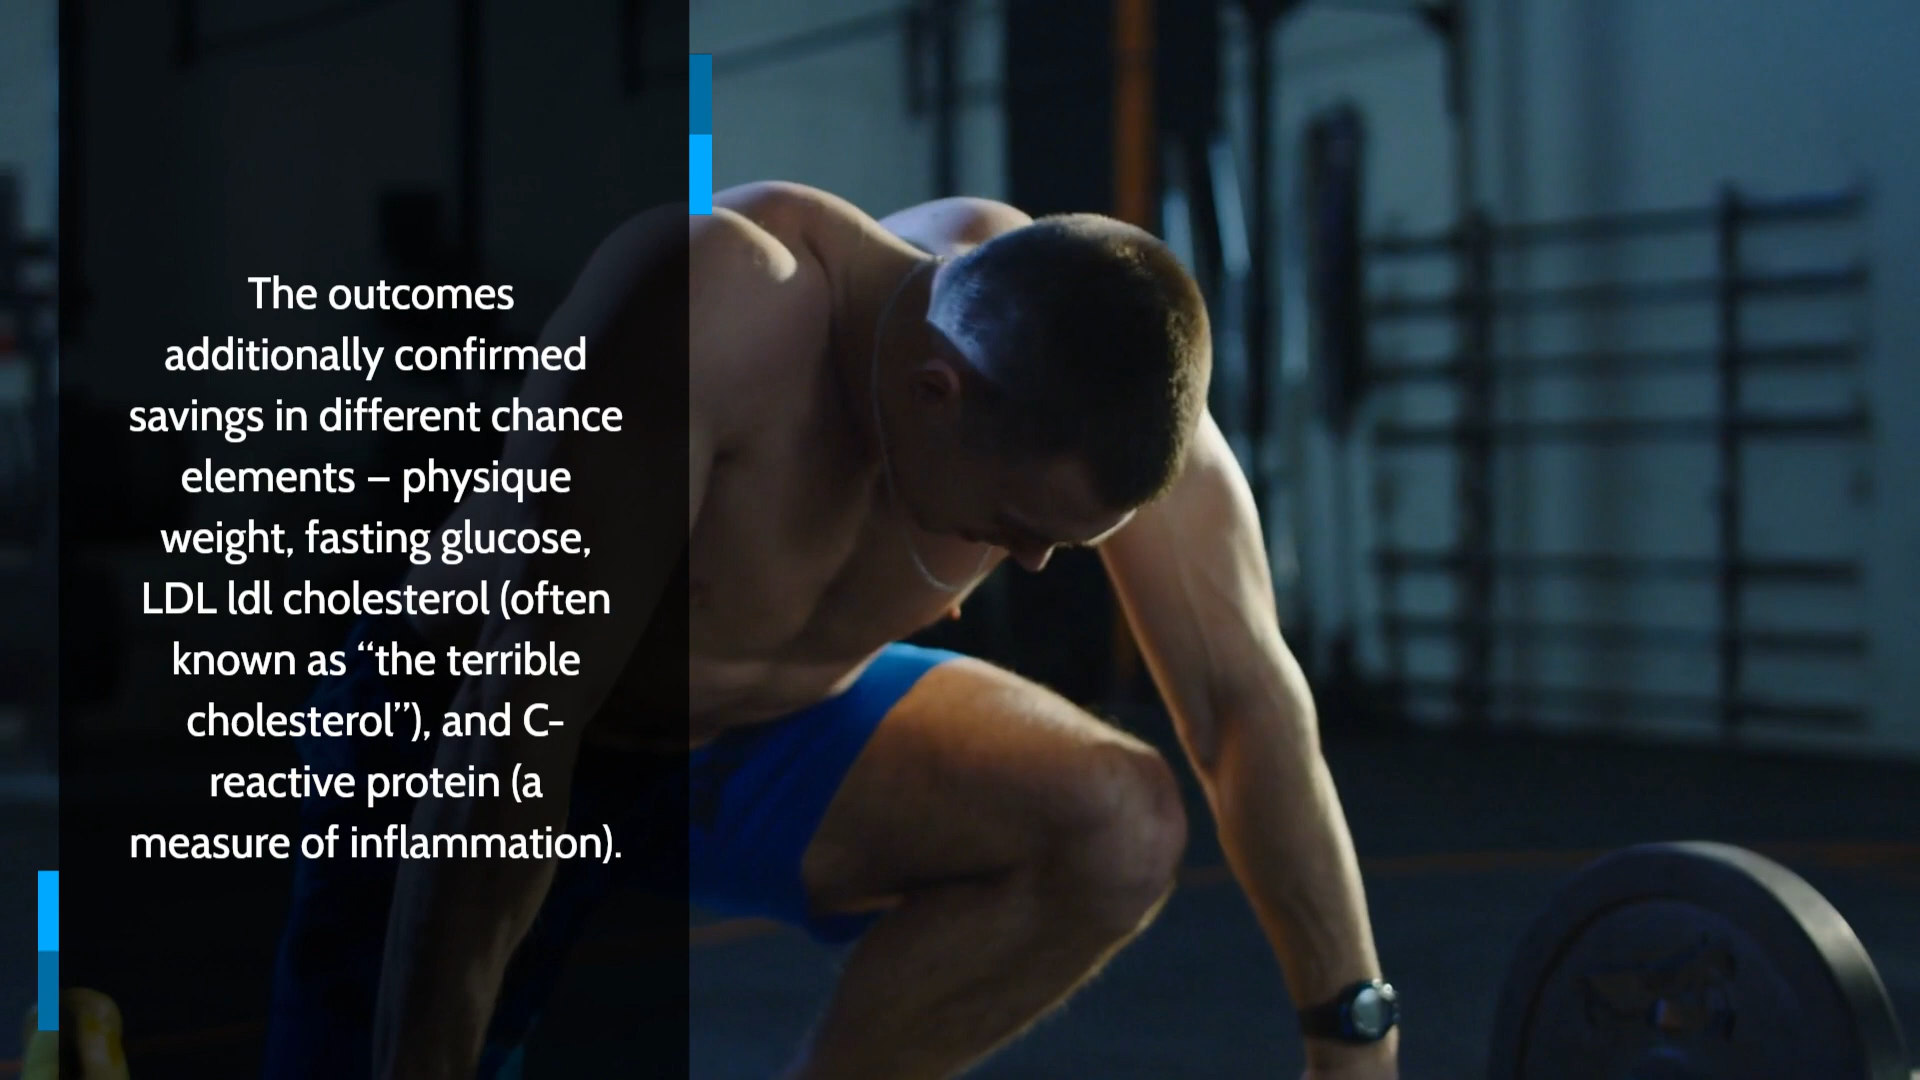 The outcomes
additionally confirmed
savings in different chance
elements – physique
weight, fasting glucose,
LDL ldl cholesterol (often
known as “the terrible
cholesterol”), and C-
reactive protein (a
measure of inflammation).